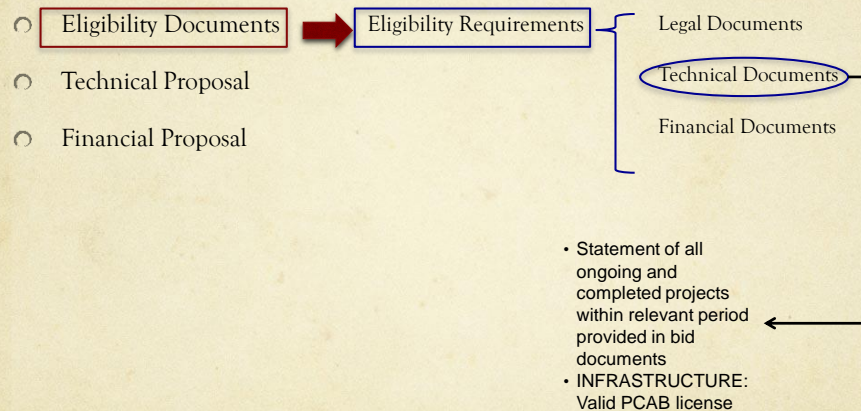 Eligibility Documents
Eligibility Requirements
Legal Documents
Technical Proposal
Technical Documents
Financial Proposal
Financial Documents
• Statement of all
ongoing and
completed projects
within relevant period
provided in bid
documents
• INFRASTRUCTURE:
Valid PCAB license